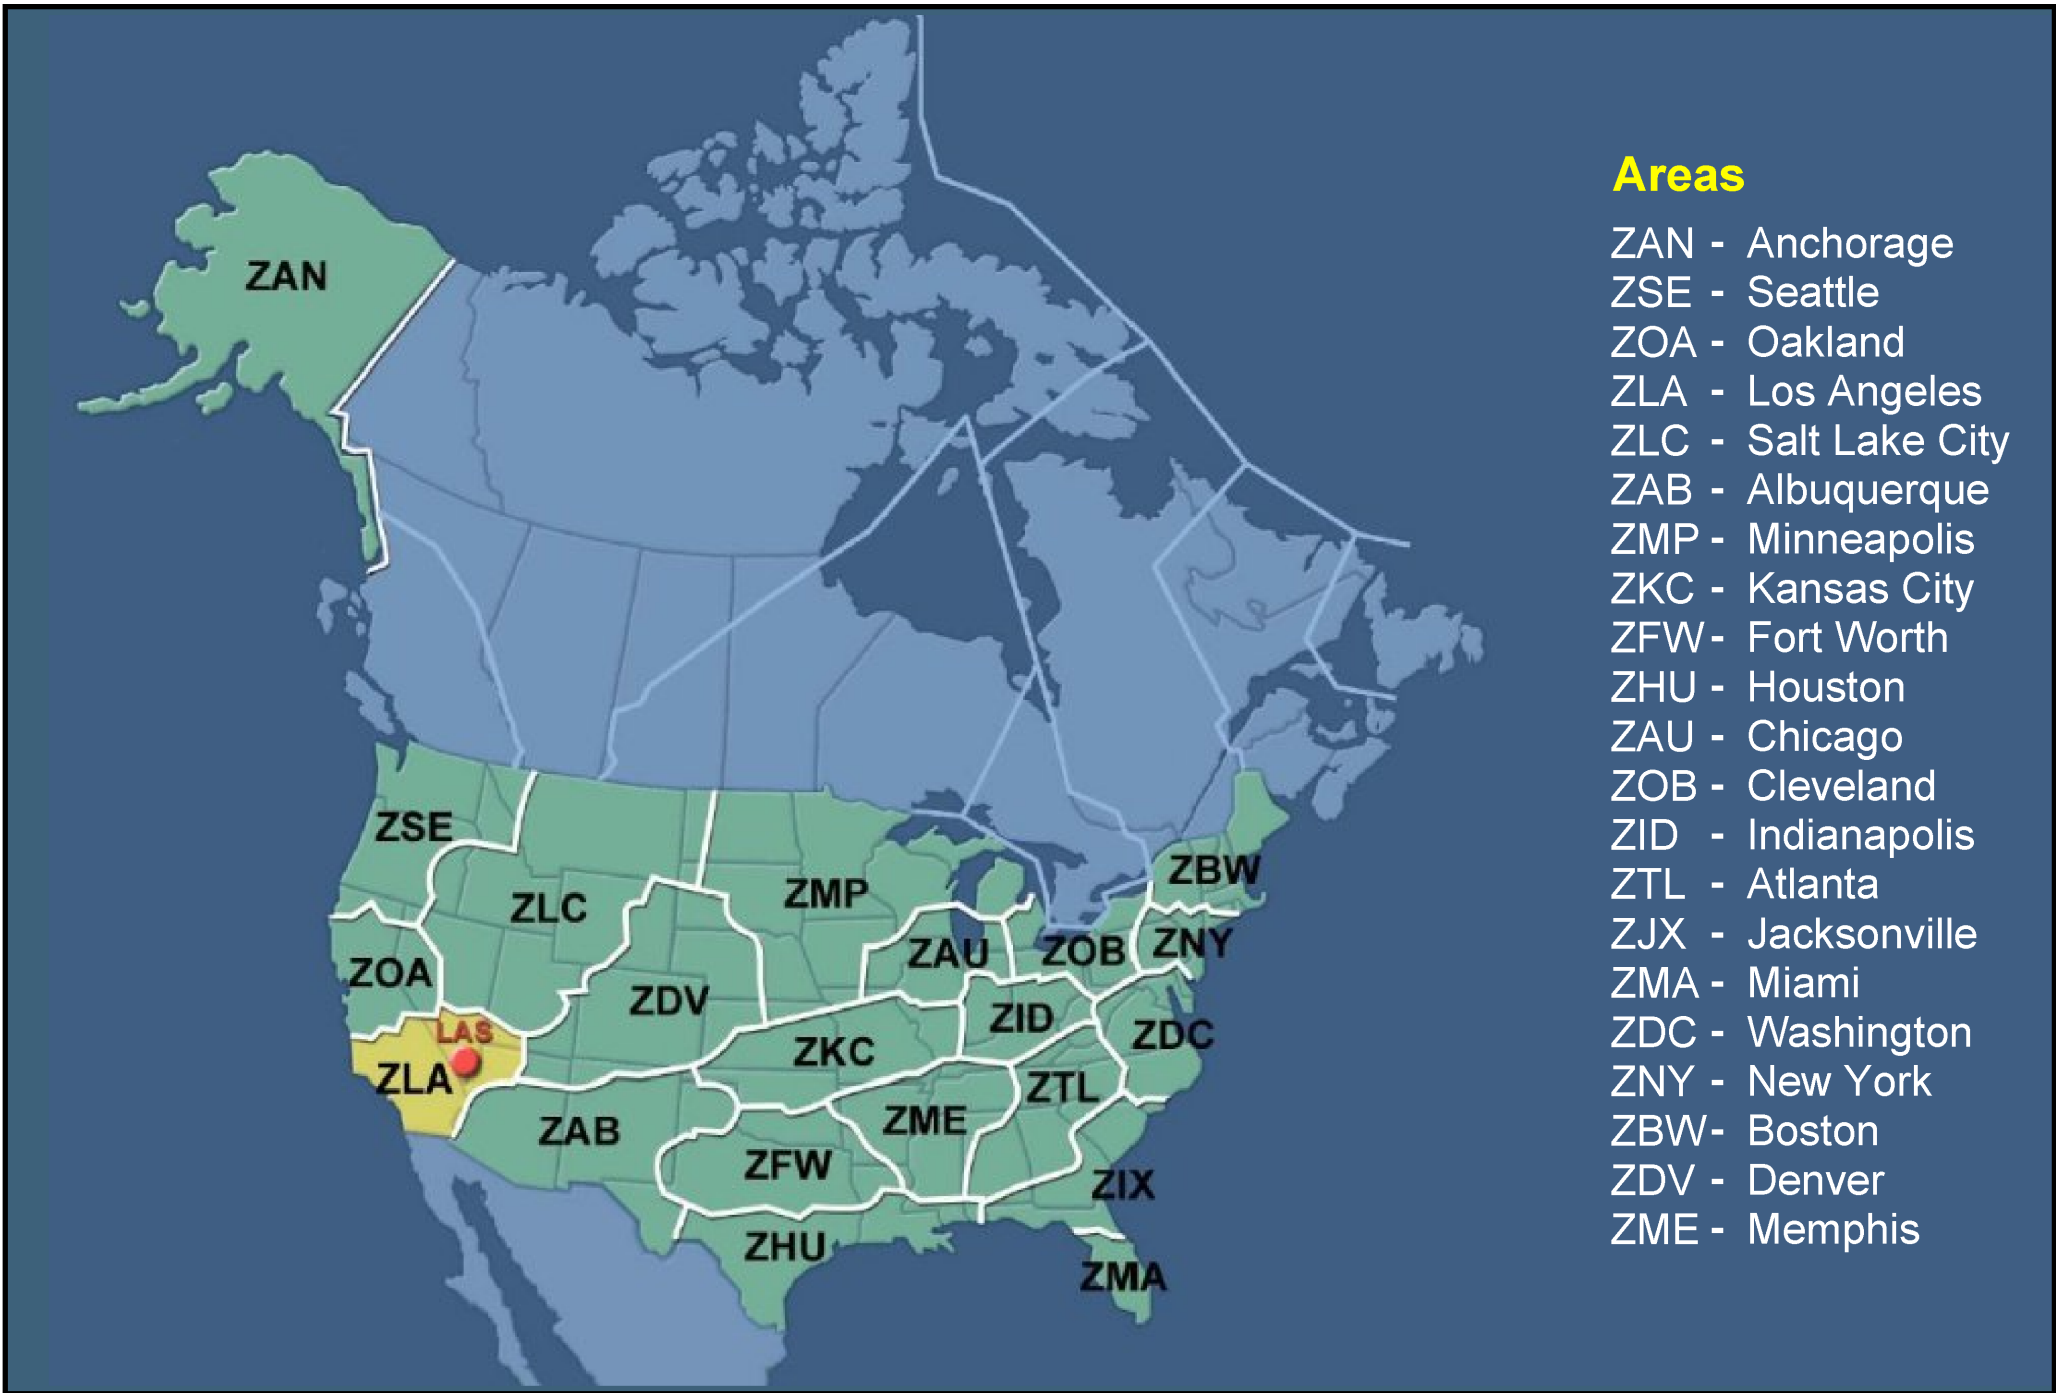 ZAN
ZSE
ZLC
ZMP
ZBW
ZOA
ZAU
ZOB
ZNY
ZDV
LAS
ZLA
ZKC
ZID
ZDC
ZAB
ZFW
ZME
ZTL
ZIX
ZHU
ZMA
Areas
ZAN - Anchorage
ZSE - Seattle
ZOA - Oakland
ZLA - Los Angeles
ZLC - Salt Lake City
ZAB - Albuquerque
ZMP - Minneapolis
ZKC - Kansas City
ZFW - Fort Worth
ZHU - Houston
ZAU - Chicago
ZOB - Cleveland
ZID - Indianapolis
ZTL - Atlanta
ZJX - Jacksonville
ZMA - Miami
ZDC - Washington
ZNY - New York
ZBW - Boston
ZDV - Denver
ZME - Memphis